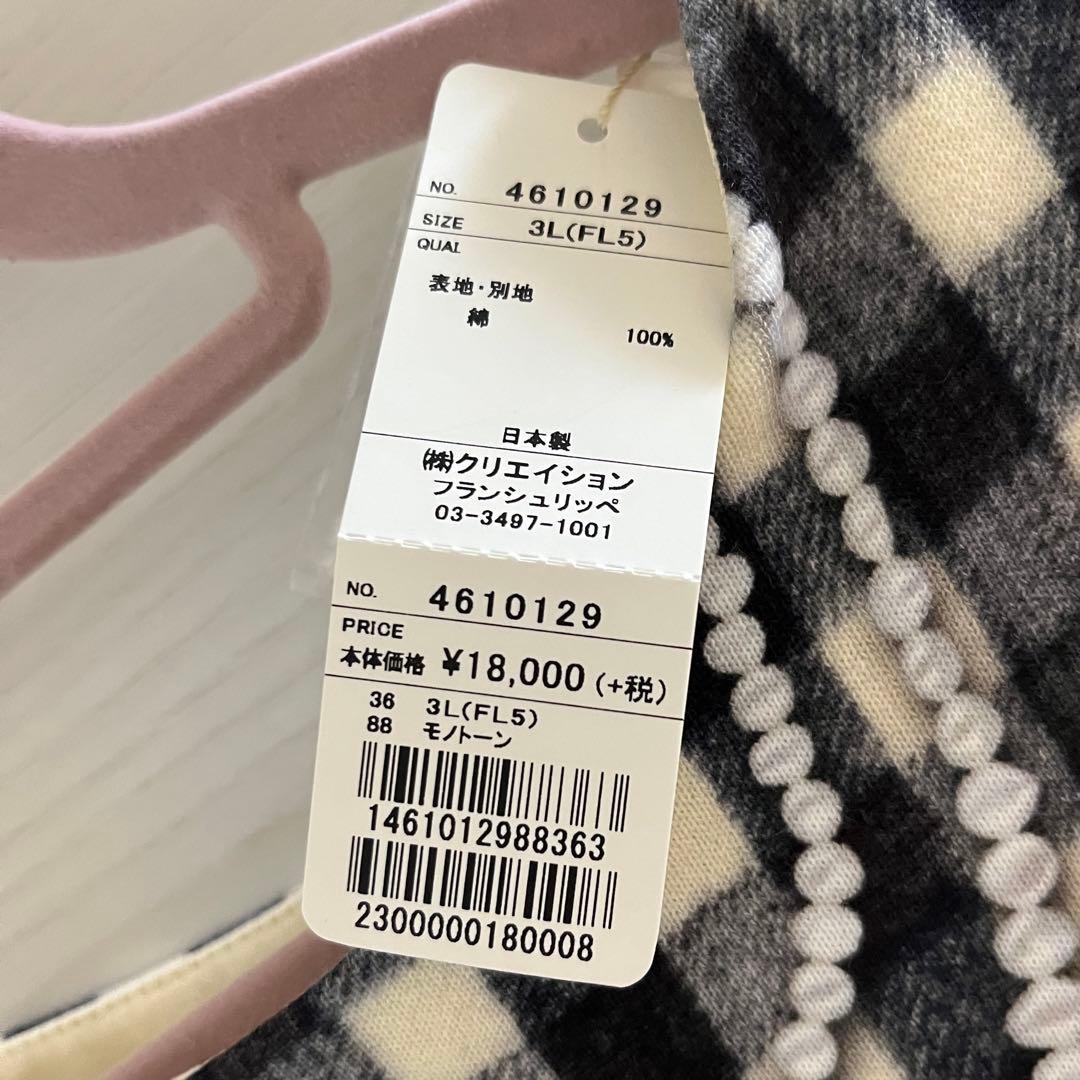 NO. 4610129
SIZE 3L(FL5)
QUAL
表地・別地
綿 100%
日本製
㈱クリエイション
フランシュリッペ
03-3497-1001
NO. 4610129
PRICE
本体価格 ¥18,000 (+税)
36 3L(FL5)
88 モノトーン
1461012988363
2300000180008